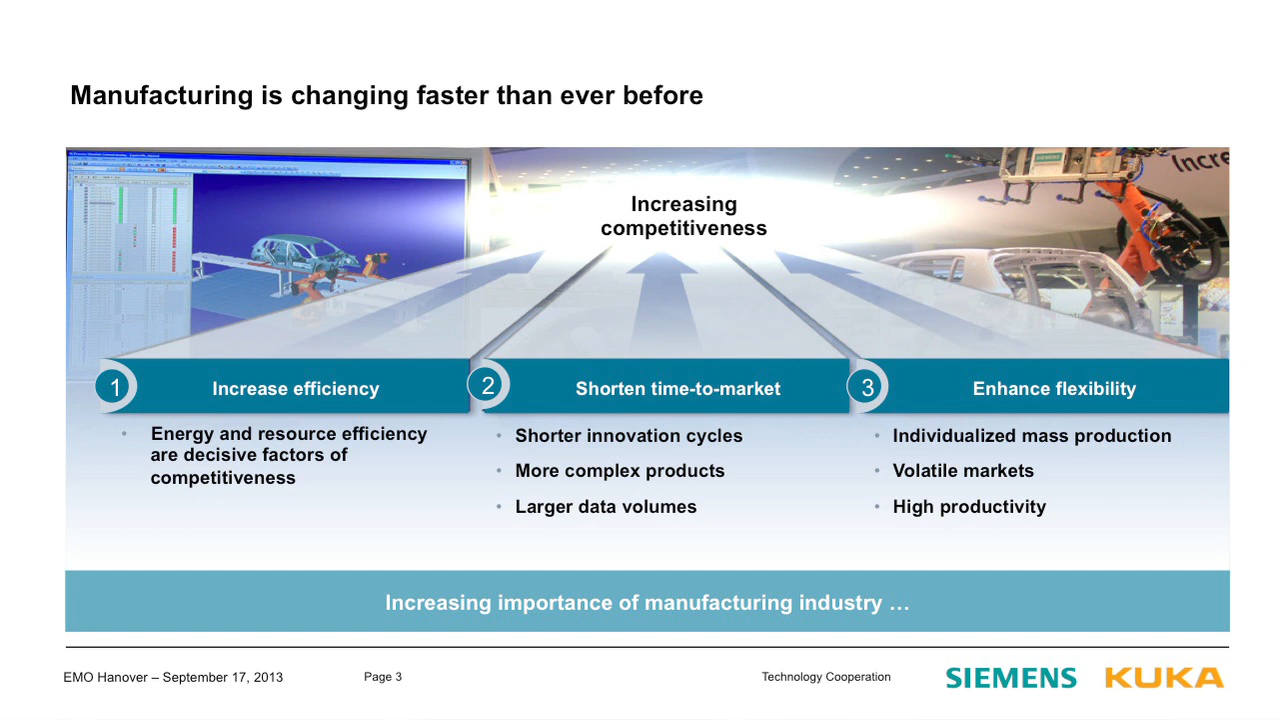 Manufacturing is changing faster than ever before
Incre
SIEMENS
Increasing
competitiveness
1
Increase efficiency
2
Shorten time-to-market
3
Enhance flexibility
• Energy and resource efficiency
are decisive factors of
competitiveness
• Shorter innovation cycles
• More complex products
• Larger data volumes
• Individualized mass production
• Volatile markets
• High productivity
Increasing importance of manufacturing industry …
EMO Hanover – September 17, 2013
Page 3
Technology Cooperation
SIEMENS
KUKA